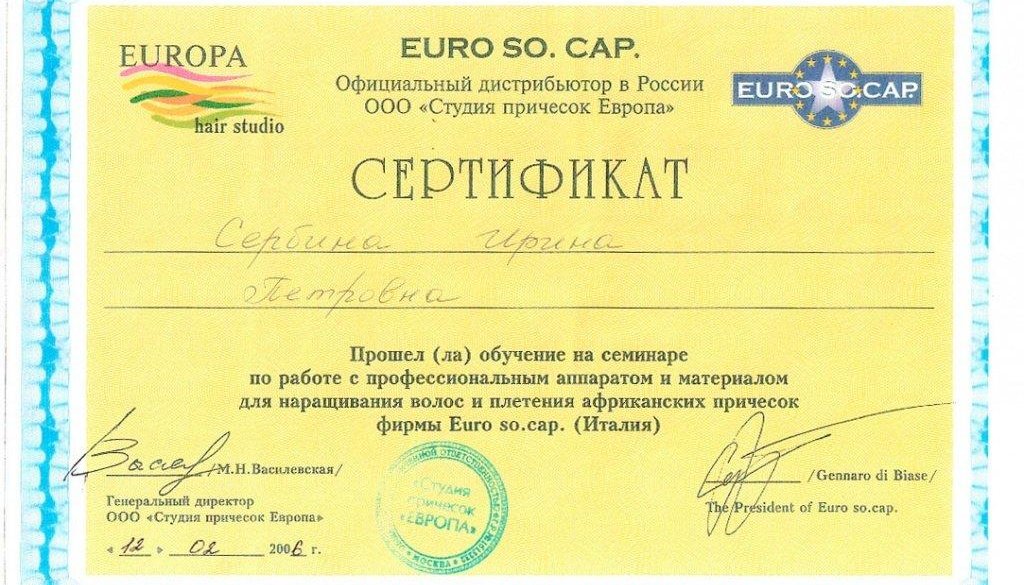 EUROPA
hair studio
EURO SO. CAP.
Официальный дистрибьютор в России
ООО «Студия причесок Европа»
EURO SO.CAP.
СЕРТИФИКАТ
Сербина Ирина
Петровна
Прошел (ла) обучение на семинаре
по работе с профессиональным аппаратом и материалом
для наращивания волос и плетения африканских причесок
фирмы Euro so.cap. (Италия)
/М.Н.Василевская/
Генеральный директор
ООО «Студия причесок Европа»
« 12 » 02 2006 г.
«Студия
причесок
«ЕВРОПА»
МОСКВА
/Gennaro di Biase/
The President of Euro so.cap.